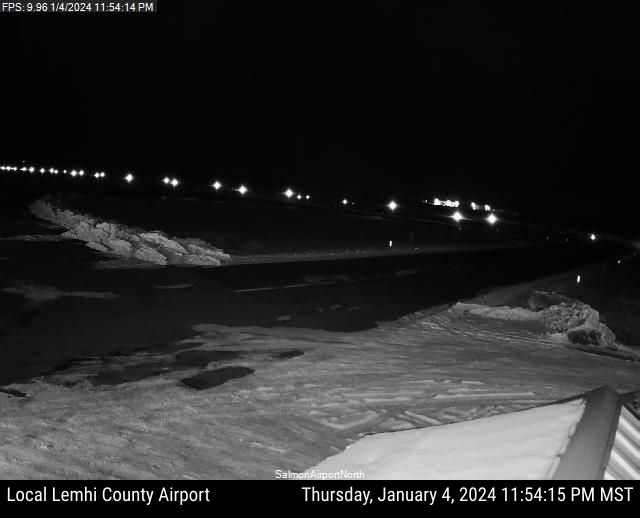 FPS: 9.96 1/4/2024 11:54:14 PM
SalmonAirportNorth
Local Lemhi County Airport Thursday, January 4, 2024 11:54:15 PM MST